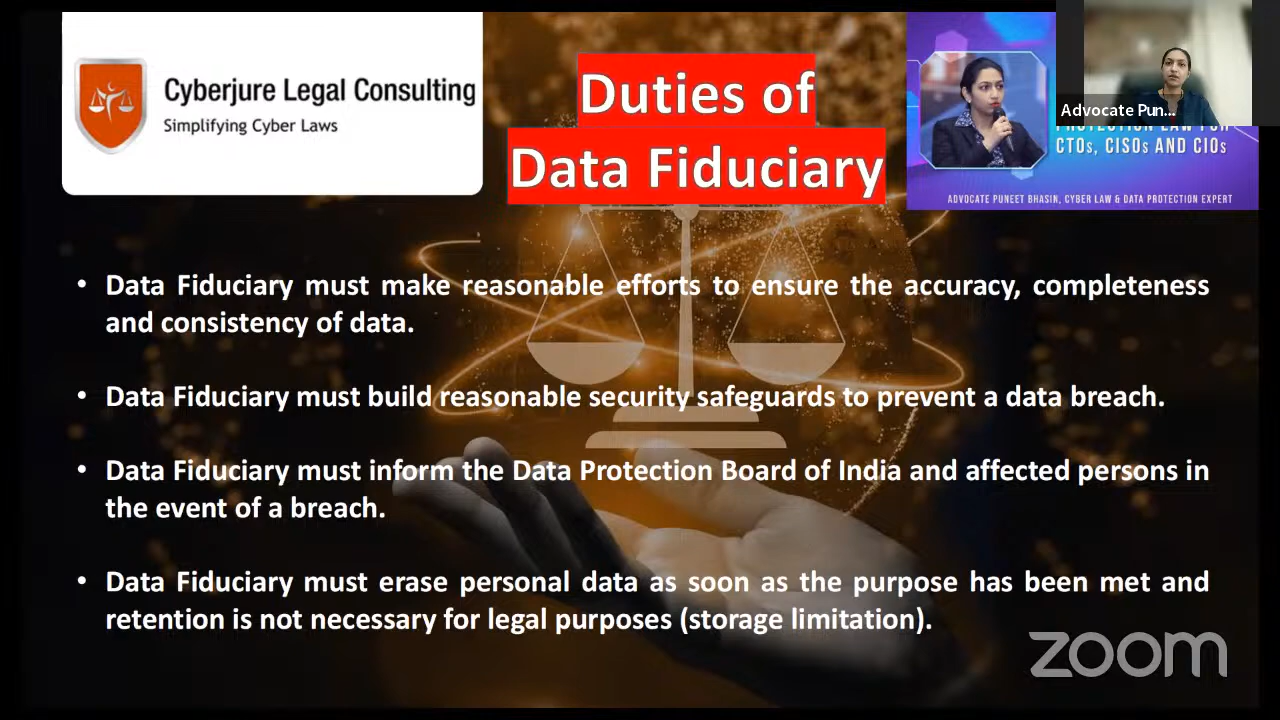 Cyberjure Legal Consulting
Simplifying Cyber Laws
Duties of
Data Fiduciary
Advocate Pun...
CTOs, CISOs AND CIOs
ADVOCATE PUNEET BHASIN, CYBER LAW & DATA PROTECTION EXPERT
• Data Fiduciary must make reasonable efforts to ensure the accuracy, completeness
and consistency of data.
• Data Fiduciary must build reasonable security safeguards to prevent a data breach.
• Data Fiduciary must inform the Data Protection Board of India and affected persons in
the event of a breach.
• Data Fiduciary must erase personal data as soon as the purpose has been met and
retention is not necessary for legal purposes (storage limitation).
zoom